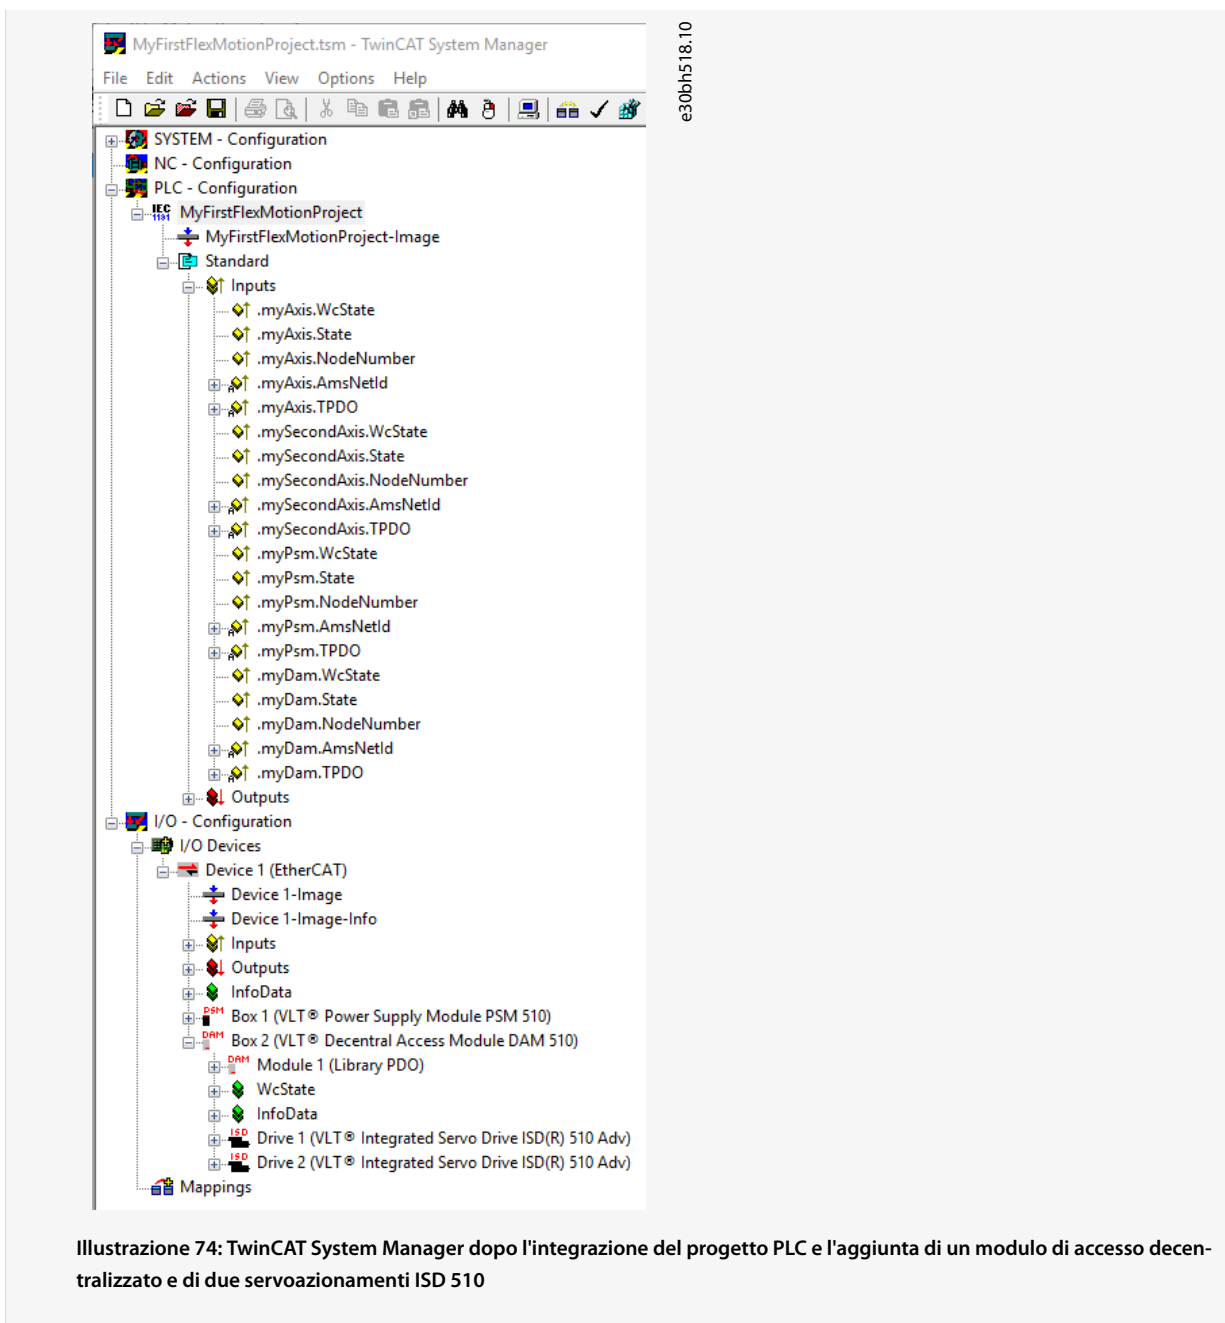 MyFirstFlexMotionProject.tsm - TwinCAT System Manager
File Edit Actions View Options Help
SYSTEM - Configuration
NC - Configuration
PLC - Configuration
IEC 1131 MyFirstFlexMotionProject
MyFirstFlexMotionProject-Image
Standard
Inputs
.myAxis.WcState
.myAxis.State
.myAxis.NodeNumber
.myAxis.AmsNetId
.myAxis.TPDO
.mySecondAxis.WcState
.mySecondAxis.State
.mySecondAxis.NodeNumber
.mySecondAxis.AmsNetId
.mySecondAxis.TPDO
.myPsm.WcState
.myPsm.State
.myPsm.NodeNumber
.myPsm.AmsNetId
.myPsm.TPDO
.myDam.WcState
.myDam.State
.myDam.NodeNumber
.myDam.AmsNetId
.myDam.TPDO
Outputs
I/O - Configuration
I/O Devices
Device 1 (EtherCAT)
Device 1-Image
Device 1-Image-Info
Inputs
Outputs
InfoData
PSM Box 1 (VLT® Power Supply Module PSM 510)
DAM Box 2 (VLT® Decentral Access Module DAM 510)
DAM Module 1 (Library PDO)
WcState
InfoData
ISD Drive 1 (VLT® Integrated Servo Drive ISD(R) 510 Adv)
ISD Drive 2 (VLT® Integrated Servo Drive ISD(R) 510 Adv)
Mappings
e30bh518.10
Illustrazione 74: TwinCAT System Manager dopo l'integrazione del progetto PLC e l'aggiunta di un modulo di accesso decen-
tralizzato e di due servoazionamenti ISD 510